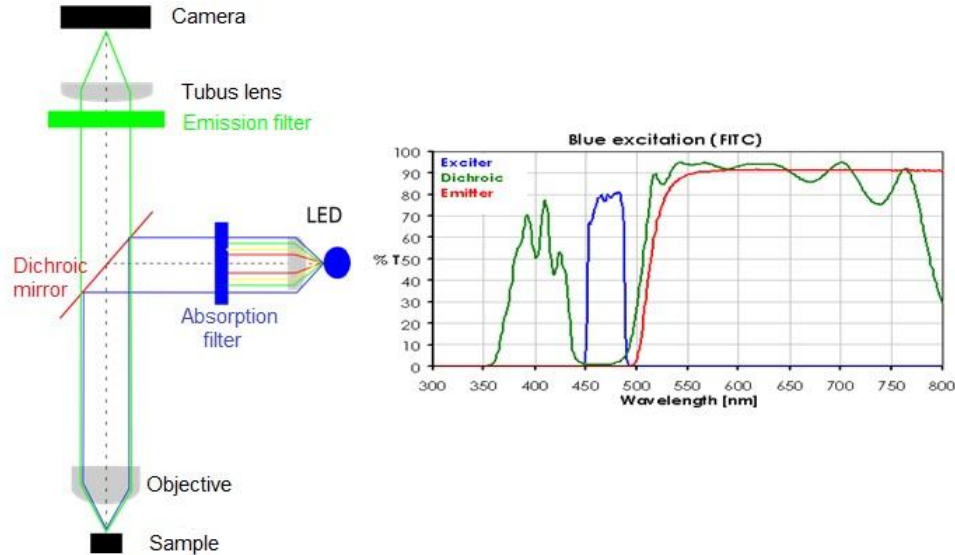 Camera
Tubus lens
Emission filter
LED
Dichroic
mirror
Absorption
filter
Objective
Sample
Blue excitation (FITC)
Exciter
Dichroic
Emitter
% T
100
90
80
70
60
50
40
30
20
10
0
300 350 400 450 500 550 600 650 700 750 800
Wavelength [nm]